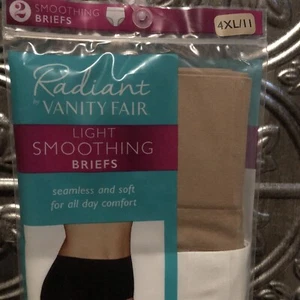 2 SMOOTHING
BRIEFS
4XL/11
Radiant
by VANITY FAIR
LIGHT
SMOOTHING
BRIEFS
seamless and soft
for all day comfort